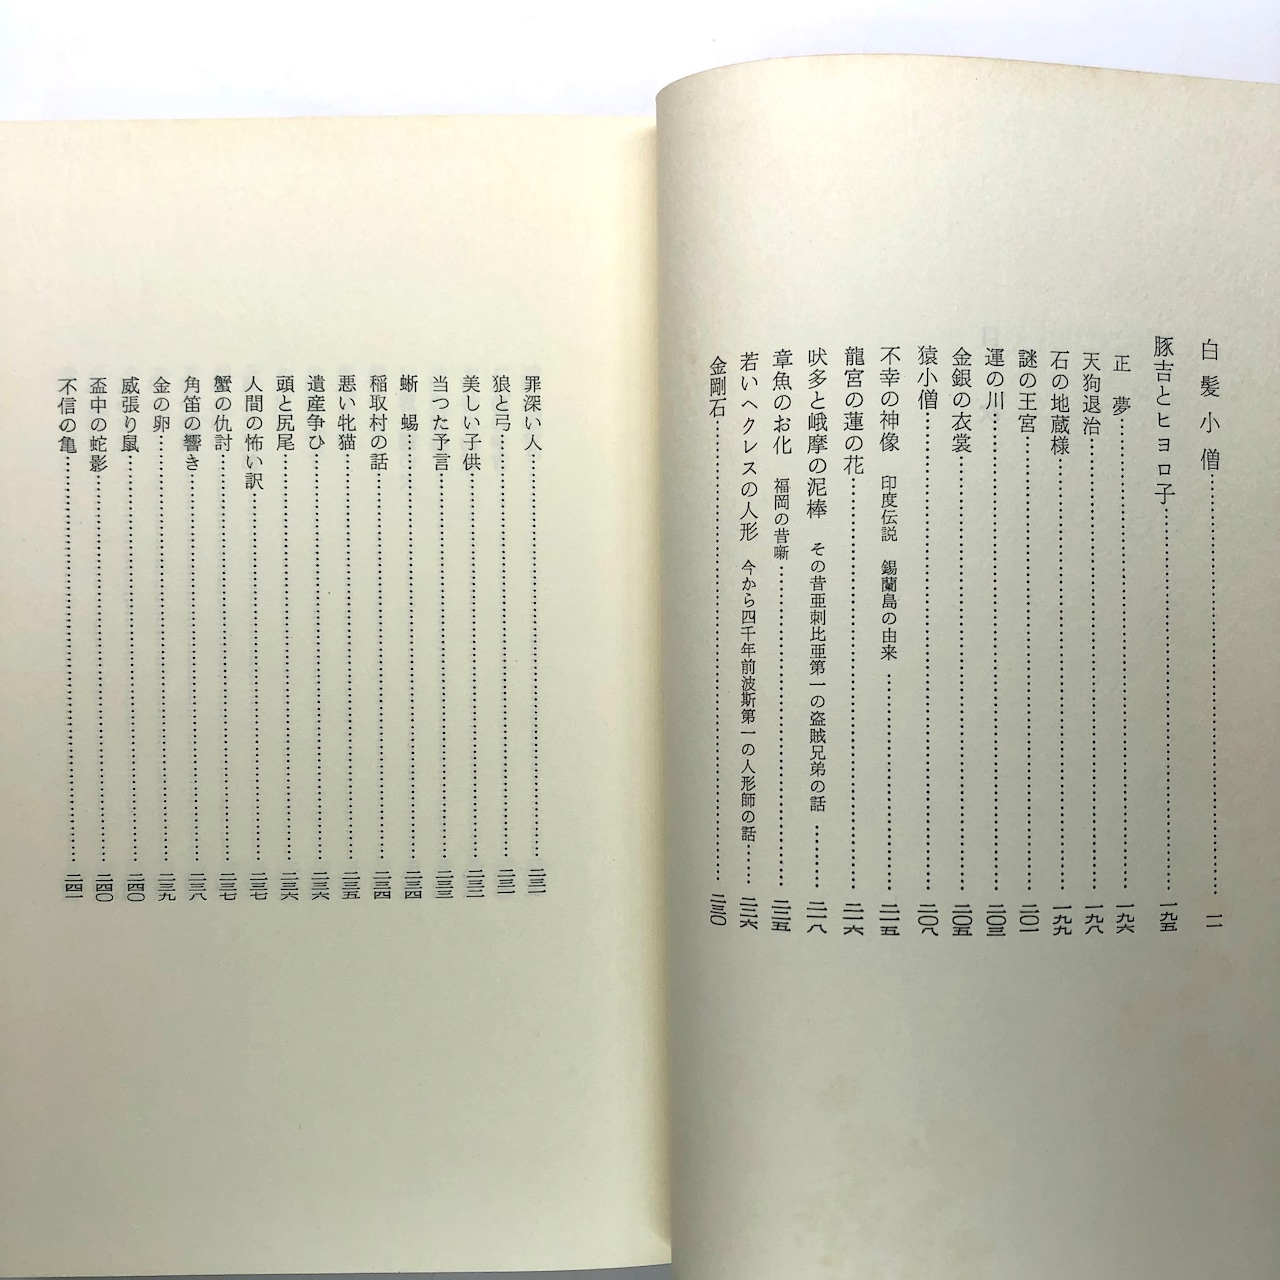 白髪小僧……一一
豚吉とヒョロ子……一九五
正夢……一九六
天狗退治……一九八
石の地蔵様……一九九
謎の王宮……二〇一
運の川……二〇三
金銀の衣裳……二〇五
猿小僧……二〇八
不幸の神像 印度伝説 錫蘭島の由来……二一五
龍宮の蓮の花……二一六
吠多と峨摩の泥棒 その昔亜刺比亜第一の盗賊兄弟の話……二一八
章魚のお化 福岡の昔噺……二二五
若いヘクレスの人形 今から四千年前波斯第一の人形師の話……二二六
金剛石……二三〇
罪深い人……二三一
狼と弓……二三一
美しい子供……二三二
当つた予言……二三三
蜥蜴……二三四
稲取村の話……二三四
悪い牝猫……二三五
遺産争ひ……二三六
頭と尻尾……二三六
人間の怖い訳……二三七
蟹の仇討……二三七
角笛の響き……二三八
金の卵……二三九
威張り鼠……二四〇
盃中の蛇影……二四〇
不信の亀……二四一